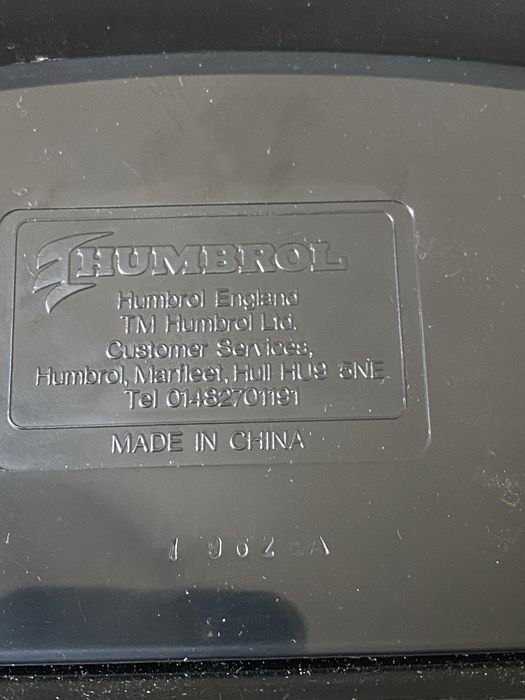 HUMBROL
Humbrol England
TM Humbrol Ltd.
Customer Services,
Humbrol, Marfleet, Hull HU9 5NE
Tel 01482701191
MADE IN CHINA